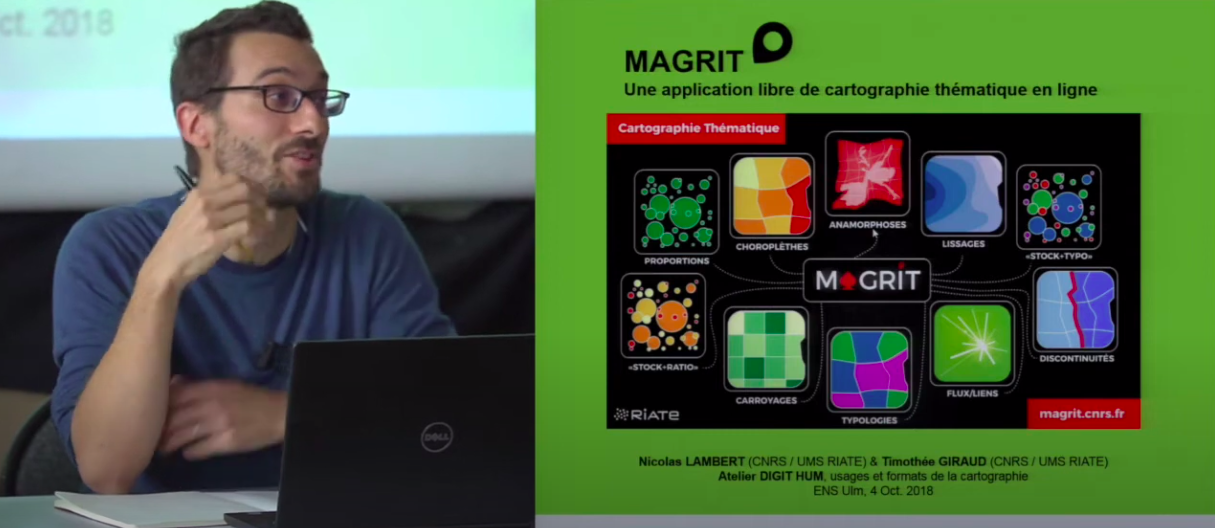 ct. 2018
DELL
MAGRIT
Une application libre de cartographie thématique en ligne
Cartographie Thématique
PROPORTIONS
CHOROPLÈTHES
ANAMORPHOSES
LISSAGES
«STOCK+TYPO»
MAGRIT
«STOCK+RATIO»
CARROYAGES
TYPOLOGIES
FLUX/LIENS
DISCONTINUITÉS
RIATE
magrit.cnrs.fr
Nicolas LAMBERT (CNRS / UMS RIATE) & Timothée GIRAUD (CNRS / UMS RIATE)
Atelier DIGIT HUM, usages et formats de la cartographie
ENS Ulm, 4 Oct. 2018